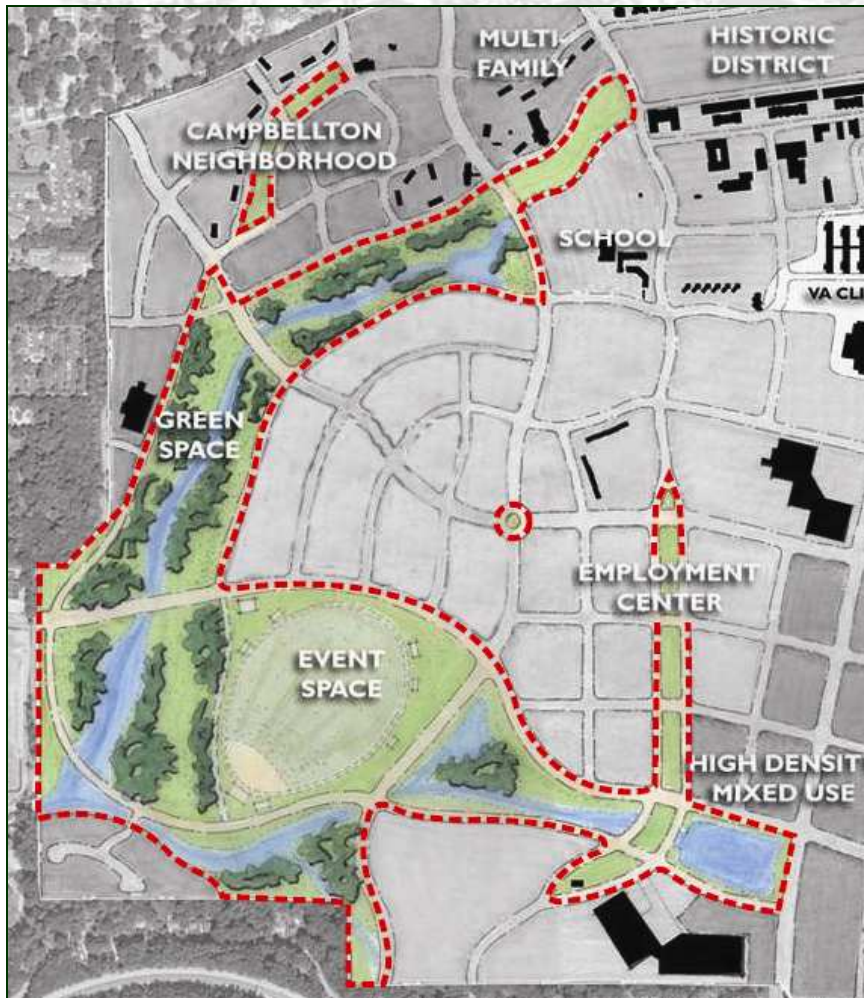 MULTI-
FAMILY
HISTORIC
DISTRICT
CAMPBELLTON
NEIGHBORHOOD
SCHOOL
VA CLI
GREEN
SPACE
EMPLOYMENT
CENTER
EVENT
SPACE
HIGH DENSIT
MIXED USE